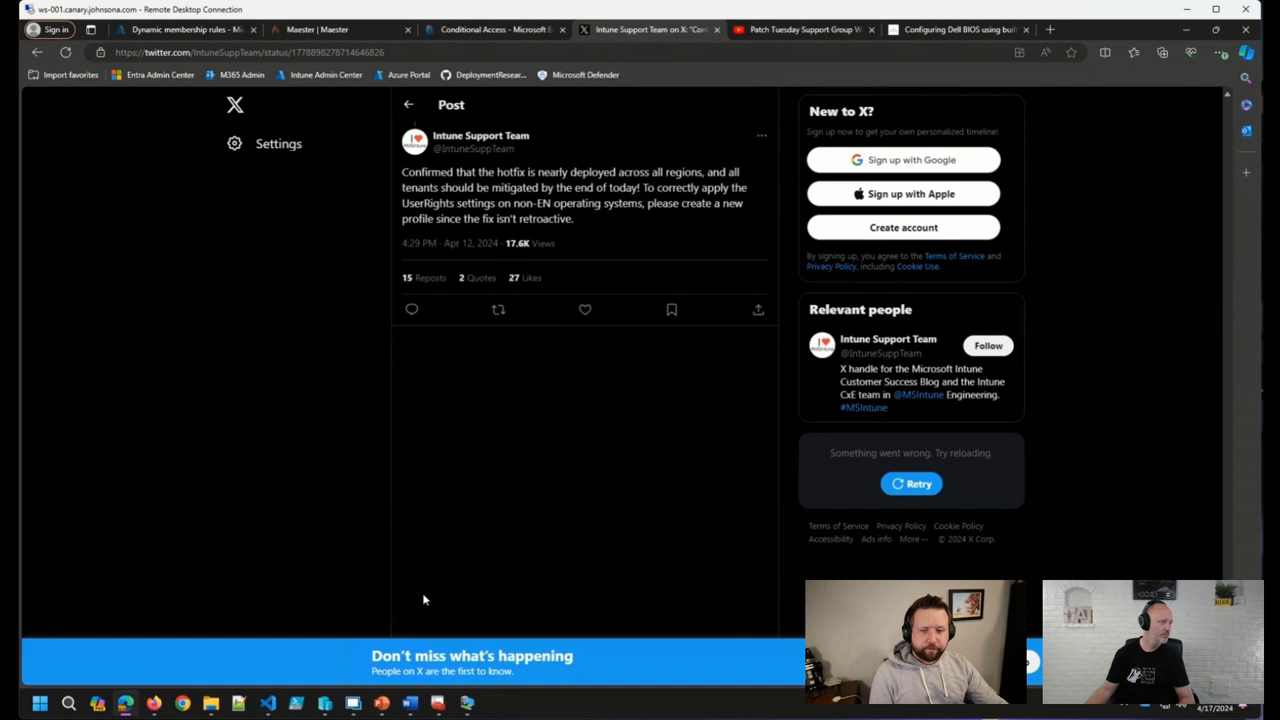 ws-001.canary.johnsona.com - Remote Desktop Connection
Sign in
Dynamic membership rules - Mi
Maester | Maester
Conditional Access - Microsoft E
Intune Support Team on X: "Con
Patch Tuesday Support Group W
Configuring Dell BIOS using buil
https://twitter.com/IntuneSuppTeam/status/1778898278714646826
Import favorites
Entra Admin Center
M365 Admin
Intune Admin Center
Azure Portal
DeploymentResear...
Microsoft Defender
Settings
Post
Intune Support Team
@IntuneSuppTeam
Confirmed that the hotfix is nearly deployed across all regions, and all
tenants should be mitigated by the end of today! To correctly apply the
UserRights settings on non-EN operating systems, please create a new
profile since the fix isn't retroactive.
4:29 PM · Apr 12, 2024 · 17.6K Views
15 Reposts 2 Quotes 27 Likes
New to X?
Sign up now to get your own personalized timeline!
Sign up with Google
Sign up with Apple
Create account
By signing up, you agree to the Terms of Service and
Privacy Policy, including Cookie Use.
Relevant people
Intune Support Team
@IntuneSuppTeam
Follow
X handle for the Microsoft Intune
Customer Success Blog and the Intune
CxE team in @MSIntune Engineering.
#MSIntune
Something went wrong. Try reloading.
Retry
Terms of Service Privacy Policy Cookie Policy
Accessibility Ads info More ··· © 2024 X Corp.
Don't miss what's happening
People on X are the first to know.
4/17/2024